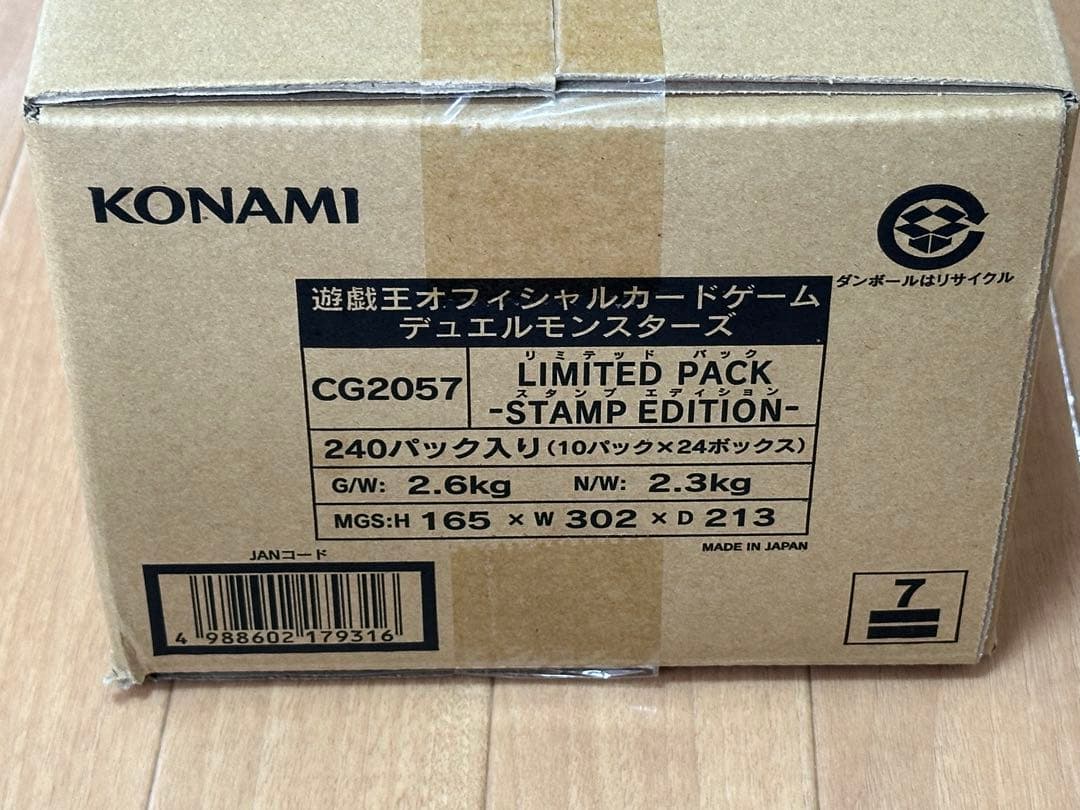 KONAMI
ダンボールはリサイクル
遊戯王オフィシャルカードゲーム
デュエルモンスターズ
CG2057
リミテッド パック
LIMITED PACK
スタンプ エディション
-STAMP EDITION-
240パック入り(10パック×24ボックス)
G/W: 2.6kg N/W: 2.3kg
MGS:H 165 × W 302 × D 213
MADE IN JAPAN
JANコード
4 988602 179316
7